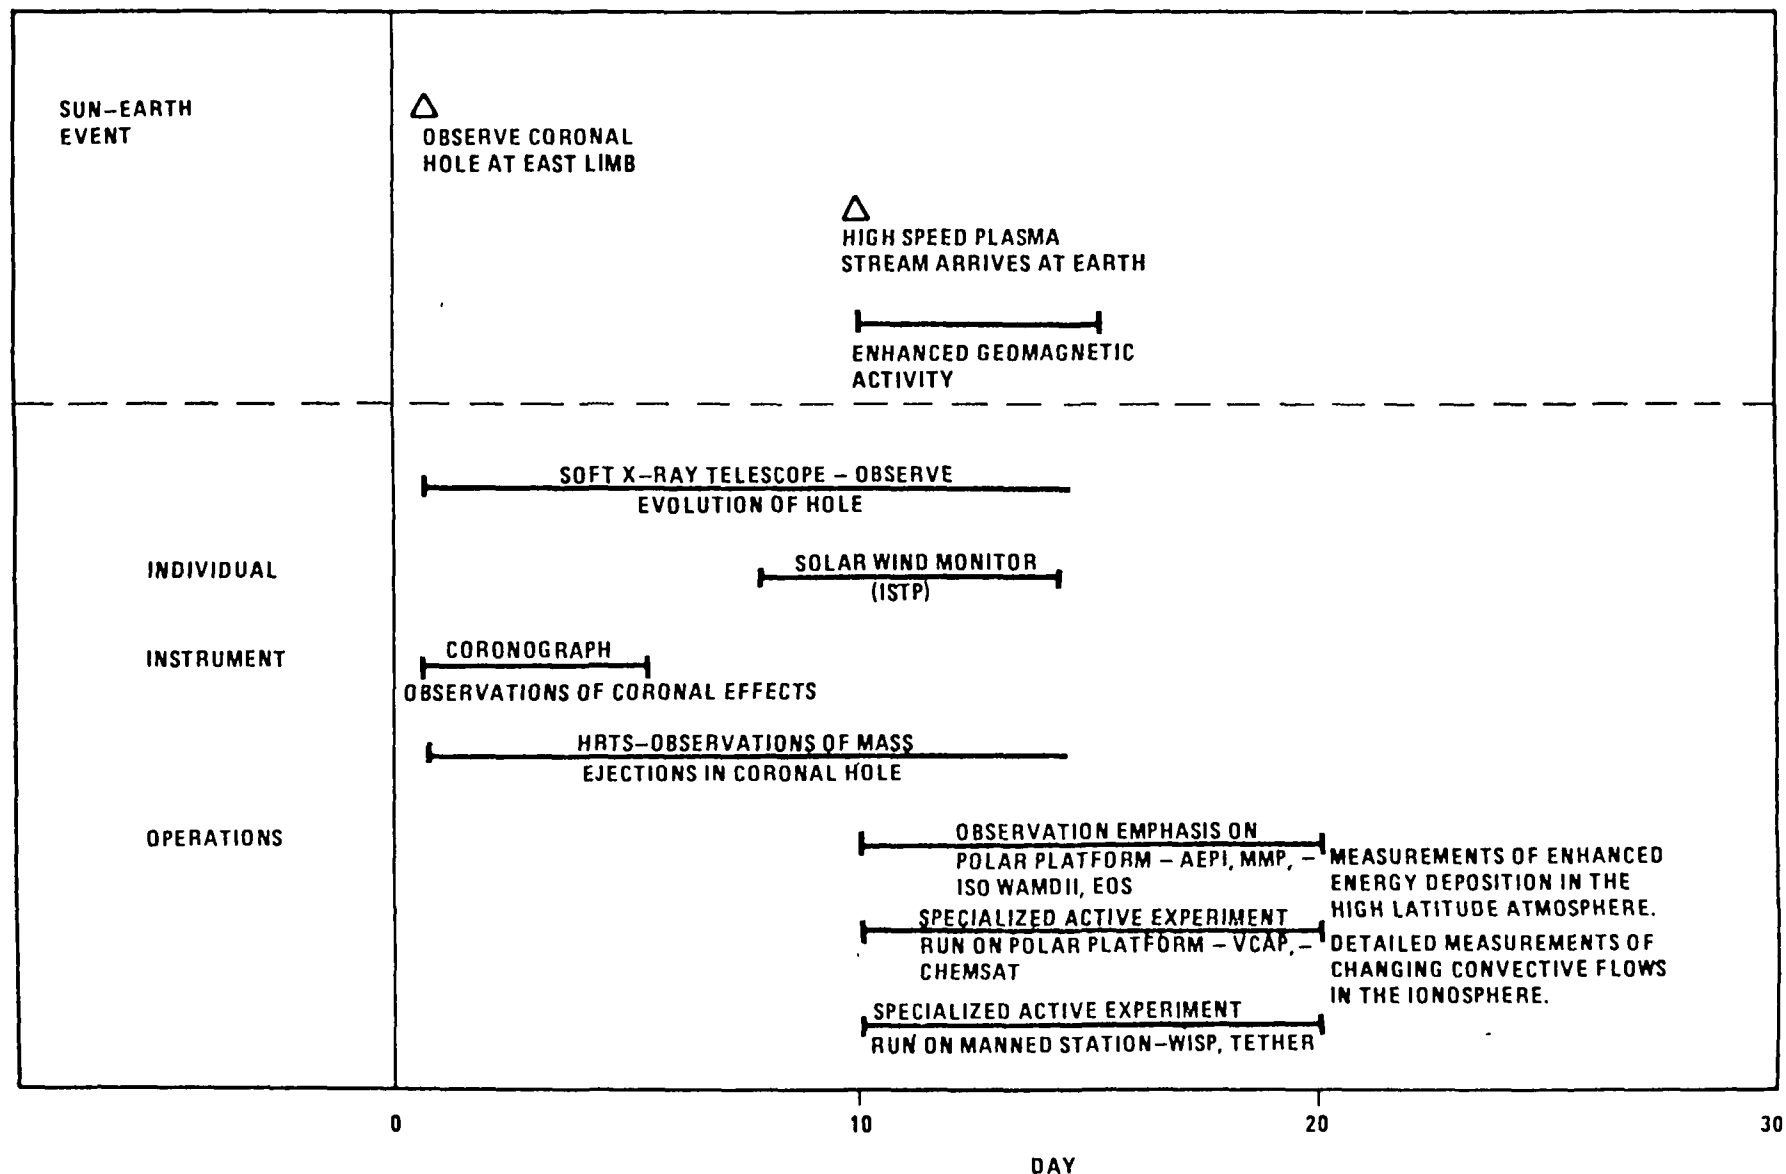 SUN-EARTH
EVENT
OBSERVE CORONAL
HOLE AT EAST LIMB
HIGH SPEED PLASMA
STREAM ARRIVES AT EARTH
ENHANCED GEOMAGNETIC
ACTIVITY
SOFT X-RAY TELESCOPE - OBSERVE
EVOLUTION OF HOLE
INDIVIDUAL
SOLAR WIND MONITOR
(ISTP)
INSTRUMENT
CORONOGRAPH
OBSERVATIONS OF CORONAL EFFECTS
HRTS-OBSERVATIONS OF MASS
EJECTIONS IN CORONAL HOLE
OPERATIONS
OBSERVATION EMPHASIS ON
POLAR PLATFORM - AEPI, MMP, -
ISO WAMDII, EOS
MEASUREMENTS OF ENHANCED
ENERGY DEPOSITION IN THE
HIGH LATITUDE ATMOSPHERE.
SPECIALIZED ACTIVE EXPERIMENT
RUN ON POLAR PLATFORM - VCAP, -
CHEMSAT
DETAILED MEASUREMENTS OF
CHANGING CONVECTIVE FLOWS
IN THE IONOSPHERE.
SPECIALIZED ACTIVE EXPERIMENT
RUN ON MANNED STATION-WISP, TETHER
0 10 20 30
DAY